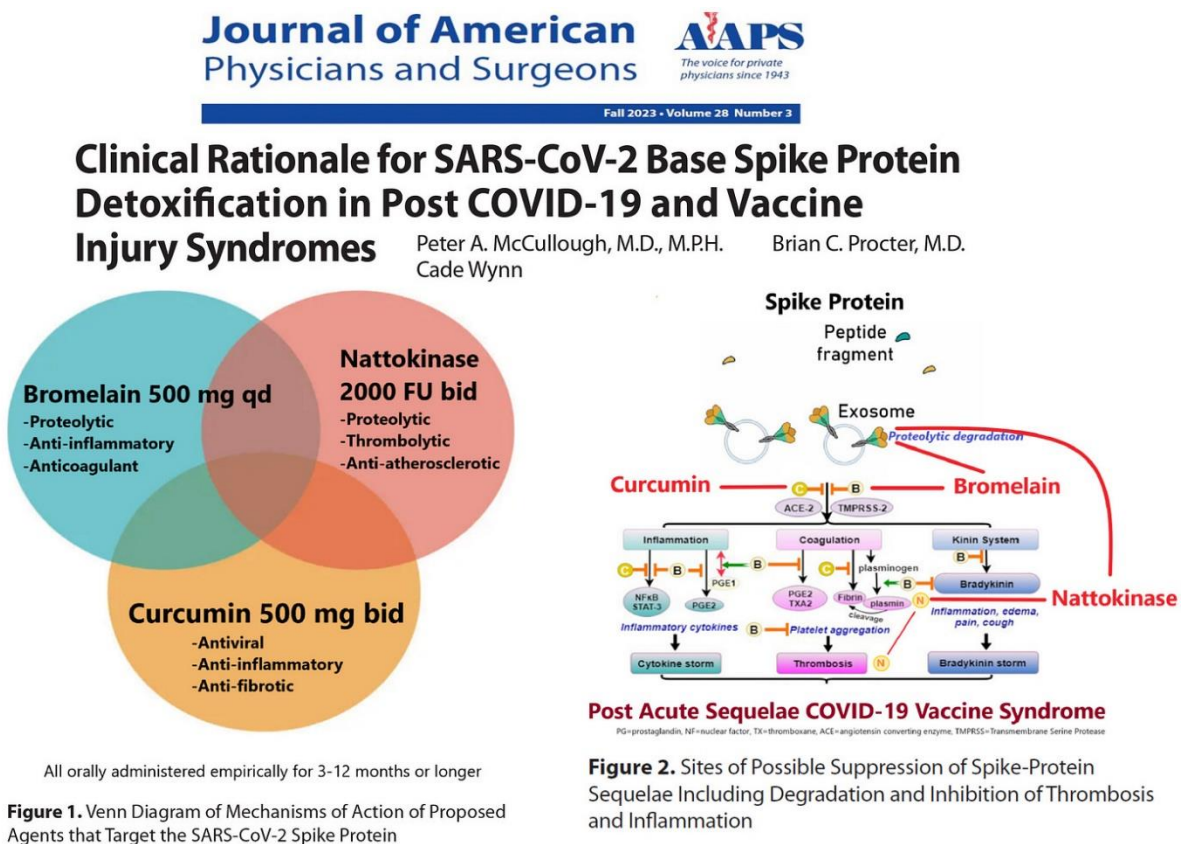 Journal of American
Physicians and Surgeons
AAPS
The voice for private
physicians since 1943
Fall 2023 • Volume 28 Number 3
Clinical Rationale for SARS-CoV-2 Base Spike Protein
Detoxification in Post COVID-19 and Vaccine
Injury Syndromes
Peter A. McCullough, M.D., M.P.H.
Brian C. Procter, M.D.
Cade Wynn
Bromelain 500 mg qd
-Proteolytic
-Anti-inflammatory
-Anticoagulant
Nattokinase
2000 FU bid
-Proteolytic
-Thrombolytic
-Anti-atherosclerotic
Curcumin 500 mg bid
-Antiviral
-Anti-inflammatory
-Anti-fibrotic
All orally administered empirically for 3-12 months or longer
Figure 1. Venn Diagram of Mechanisms of Action of Proposed
Agents that Target the SARS-CoV-2 Spike Protein
Spike Protein
Peptide
fragment
Exosome
Proteolytic degradation
Curcumin
C
B
Bromelain
ACE-2
TMPRSS-2
Inflammation
Coagulation
Kinin System
C
B
PGE1
B
C
plasminogen
B
B
Bradykinin
NFκB
STAT-3
PGE2
PGE2
TXA2
Fibrin
plasmin
cleavage
N
Nattokinase
Inflammatory cytokines
B
Platelet aggregation
Inflammation, edema,
pain, cough
Cytokine storm
Thrombosis
N
Bradykinin storm
Post Acute Sequelae COVID-19 Vaccine Syndrome
PG=prostaglandin, NF=nuclear factor, TX=thromboxane, ACE=angiotensin converting enzyme, TMPRSS=Transmembrane Serine Protease
Figure 2. Sites of Possible Suppression of Spike-Protein
Sequelae Including Degradation and Inhibition of Thrombosis
and Inflammation